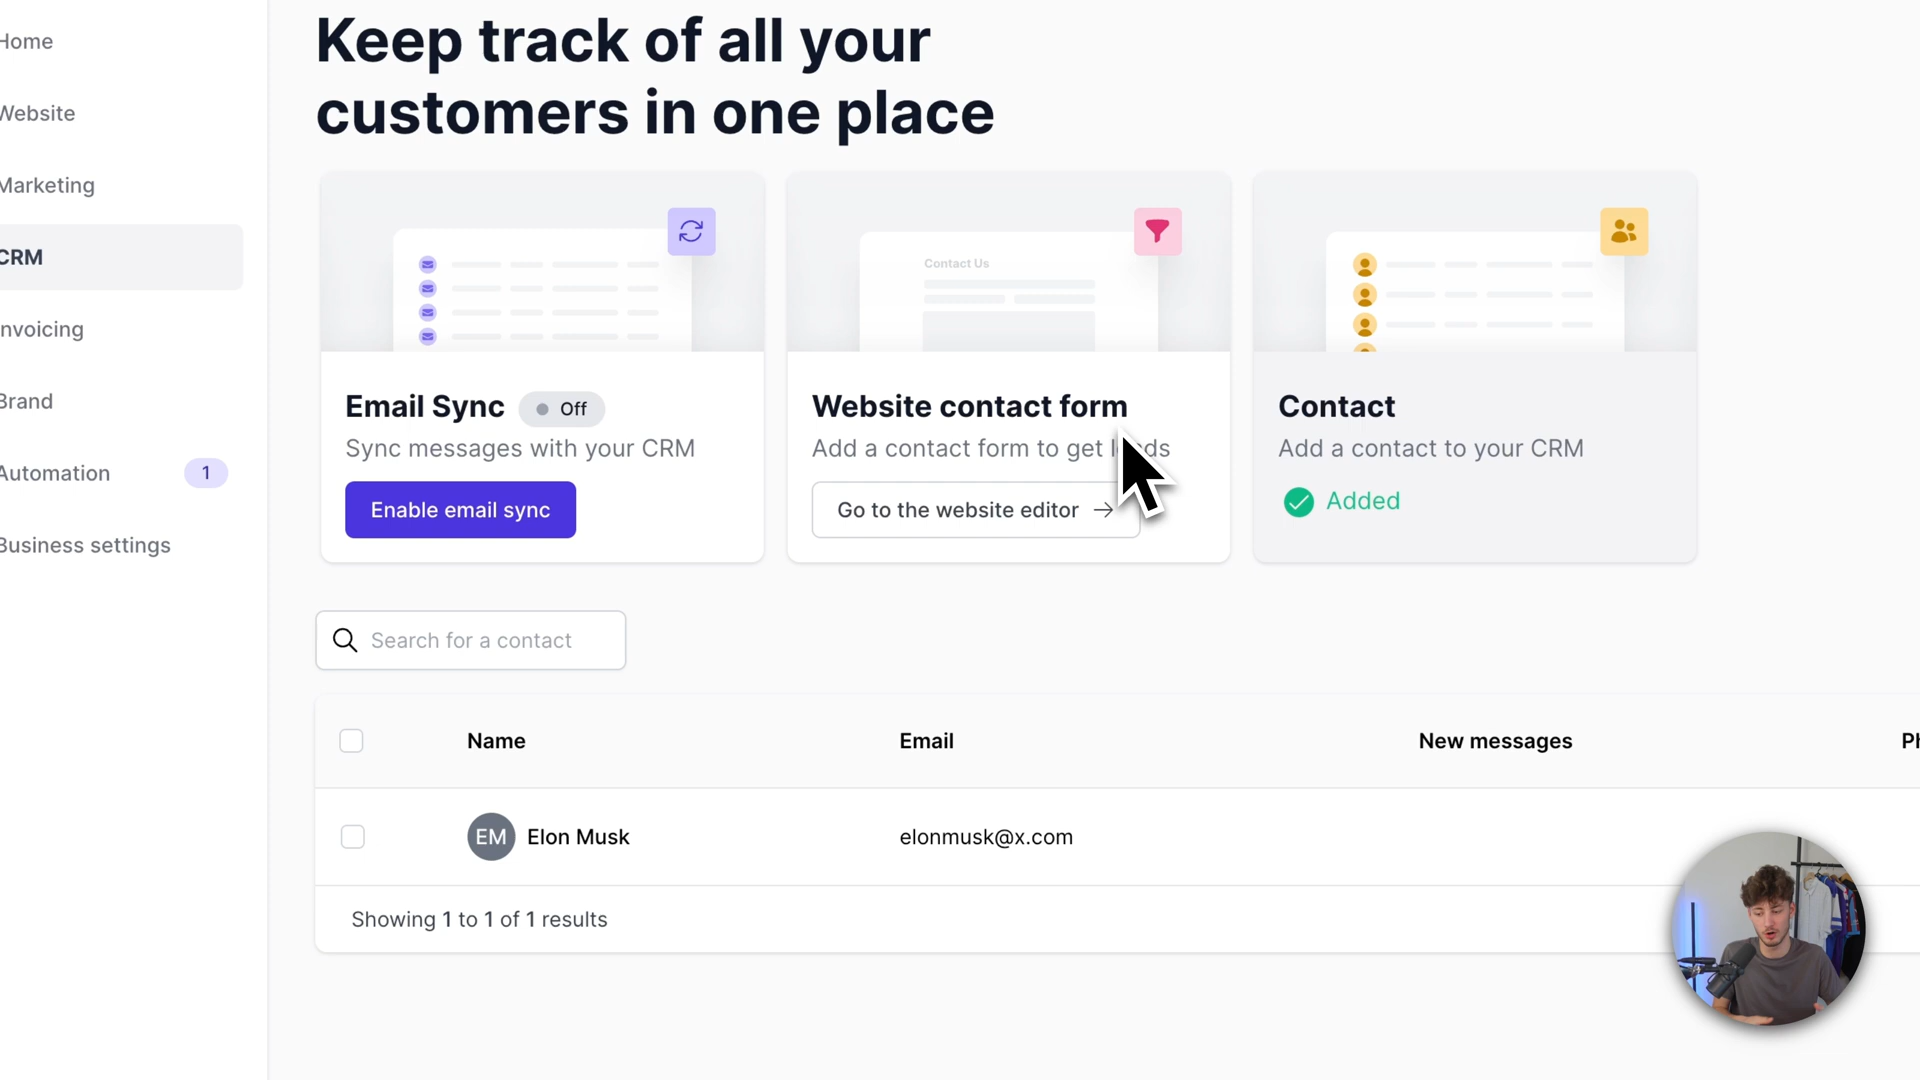 Home
Website
Marketing
CRM
Invoicing
Brand
Automation 1
Business settings
Keep track of all your
customers in one place
Email Sync Off
Sync messages with your CRM
Enable email sync
Contact Us
Website contact form
Add a contact form to get leads
Go to the website editor →
Contact
Add a contact to your CRM
Added
Search for a contact
Name Email New messages
EM Elon Musk elonmusk@x.com
Showing 1 to 1 of 1 results